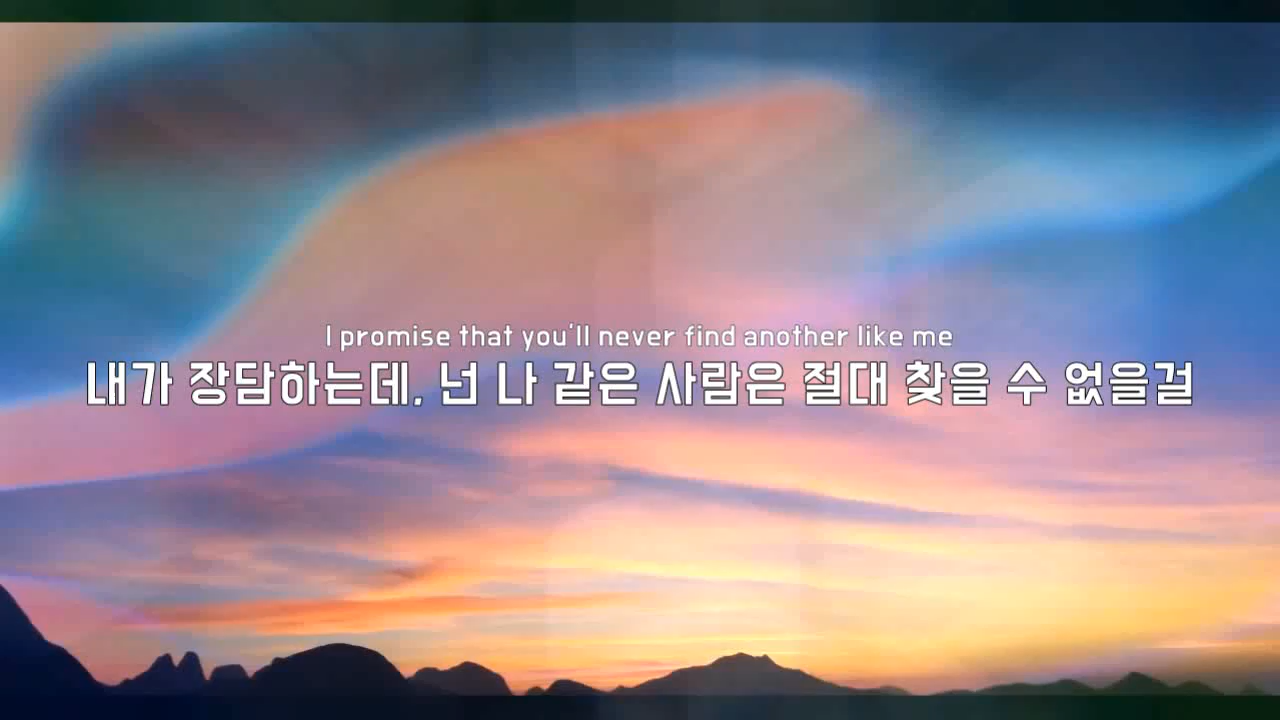 I promise that you'll never find another like me
내가 장담하는데, 넌 나 같은 사람은 절대 찾을 수 없을걸